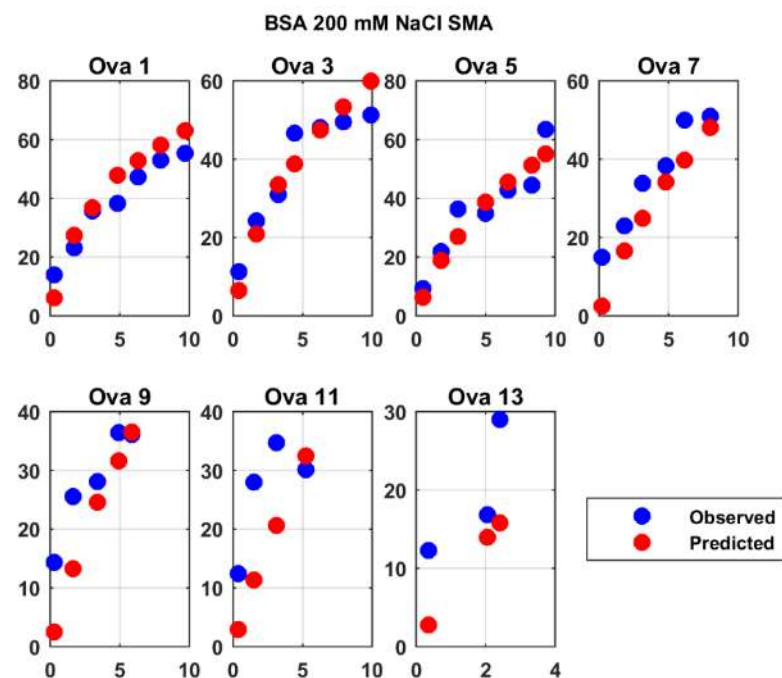 BSA 200 mM NaCl SMA
Ova 1 Ova 3 Ova 5 Ova 7
80 60 80 60
60 40 60 40
40 20 40 20
20 0 20 0
0 0
0 5 10 0 5 10 0 5 10 0 5 10
Ova 9 Ova 11 Ova 13
40 40 30
30 30 20
20 20 10
10 10 0
0 0
0 5 10 0 5 10 0 2 4
Observed
Predicted